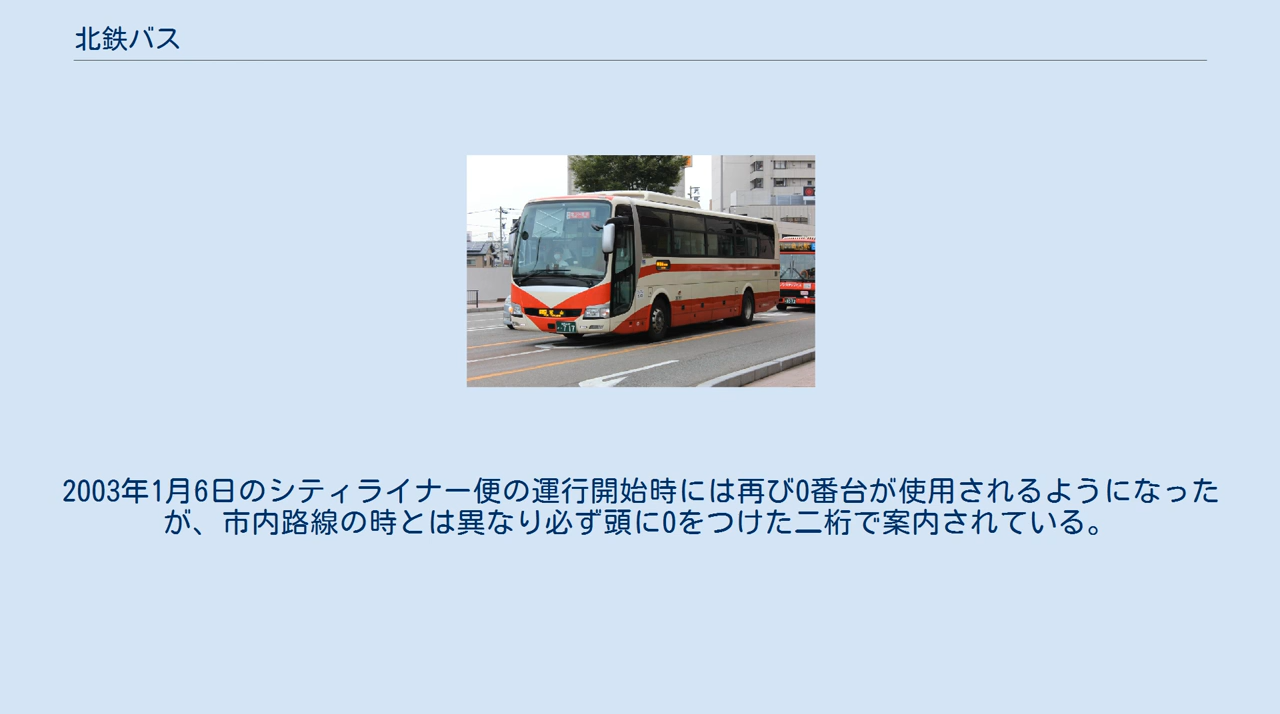 北鉄バス
・717
2003年1月6日のシティライナー便の運行開始時には再び0番台が使用されるようになった
が、市内路線の時とは異なり必ず頭に0をつけた二桁で案内されている。